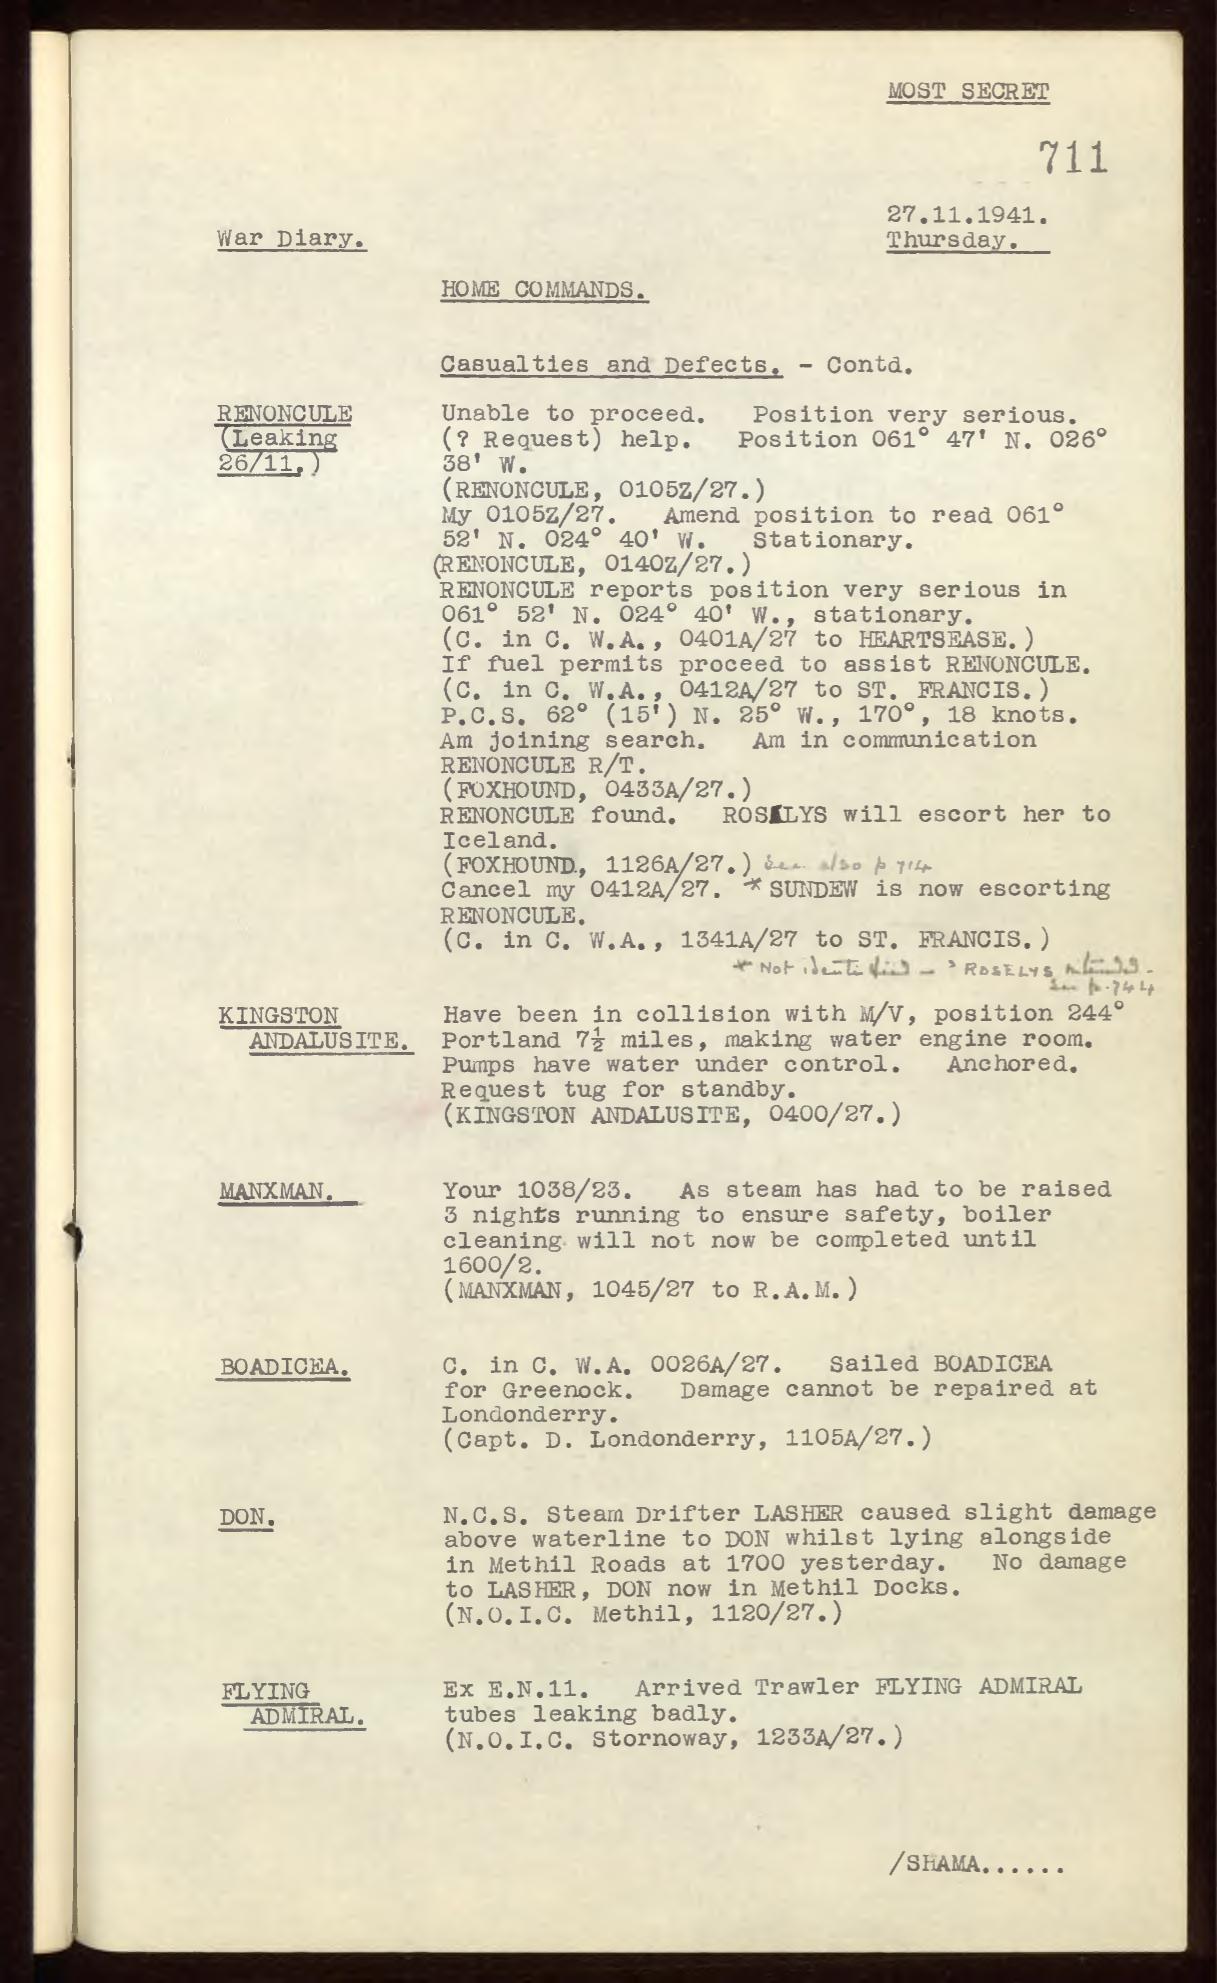 MOST SECRET
711
27.11.1941.
War Diary.
Thursday.
HOME COMMANDS.
Casualties and Defects. - Contd.
RENONCULE
(Leaking
26/11.)
Unable to proceed. Position very serious.
(? Request) help. Position 061° 47' N. 026°
38' W.
(RENONCULE, 0105Z/27.)
My 0105Z/27. Amend position to read 061°
52' N. 024° 40' W. Stationary.
(RENONCULE, 0140Z/27.)
RENONCULE reports position very serious in
061° 52' N. 024° 40' W., stationary.
(C. in C. W.A., 0401A/27 to HEARTSEASE.)
If fuel permits proceed to assist RENONCULE.
(C. in C. W.A., 0412A/27 to ST. FRANCIS.)
P.C.S. 62° (15') N. 25° W., 170°, 18 knots.
Am joining search. Am in communication
RENONCULE R/T.
(FOXHOUND, 0433A/27.)
RENONCULE found. ROSELYS will escort her to
Iceland.
(FOXHOUND, 1126A/27.) See also p 714
Cancel my 0412A/27. * SUNDEW is now escorting
RENONCULE.
(C. in C. W.A., 1341A/27 to ST. FRANCIS.)
* Not identified - ? ROSELYS intended.
See p. 744
KINGSTON
ANDALUSITE.
Have been in collision with M/V, position 244°
Portland 7½ miles, making water engine room.
Pumps have water under control. Anchored.
Request tug for standby.
(KINGSTON ANDALUSITE, 0400/27.)
MANXMAN.
Your 1038/23. As steam has had to be raised
3 nights running to ensure safety, boiler
cleaning will not now be completed until
1600/2.
(MANXMAN, 1045/27 to R.A.M.)
BOADICEA.
C. in C. W.A. 0026A/27. Sailed BOADICEA
for Greenock. Damage cannot be repaired at
Londonderry.
(Capt. D. Londonderry, 1105A/27.)
DON.
N.C.S. Steam Drifter LASHER caused slight damage
above waterline to DON whilst lying alongside
in Methil Roads at 1700 yesterday. No damage
to LASHER, DON now in Methil Docks.
(N.O.I.C. Methil, 1120/27.)
FLYING
ADMIRAL.
Ex E.N.11. Arrived Trawler FLYING ADMIRAL
tubes leaking badly.
(N.O.I.C. Stornoway, 1233A/27.)
/SHAMA......